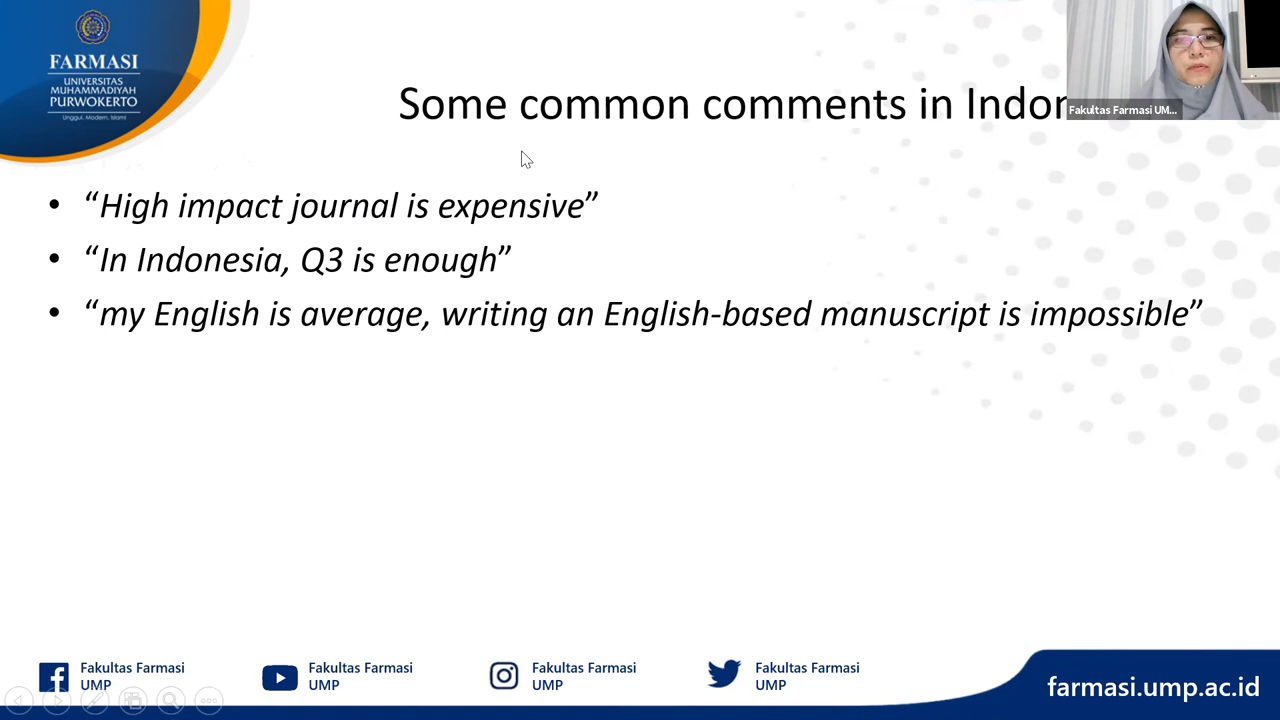 FARMASI
UNIVERSITAS
MUHAMMADIYAH
PURWOKERTO
Unggul, Modern, Islami
Some common comments in Indon
Fakultas Farmasi UM...
• “High impact journal is expensive”
• “In Indonesia, Q3 is enough”
• “my English is average, writing an English-based manuscript is impossible”
Fakultas Farmasi
UMP
Fakultas Farmasi
UMP
Fakultas Farmasi
UMP
Fakultas Farmasi
UMP
farmasi.ump.ac.id